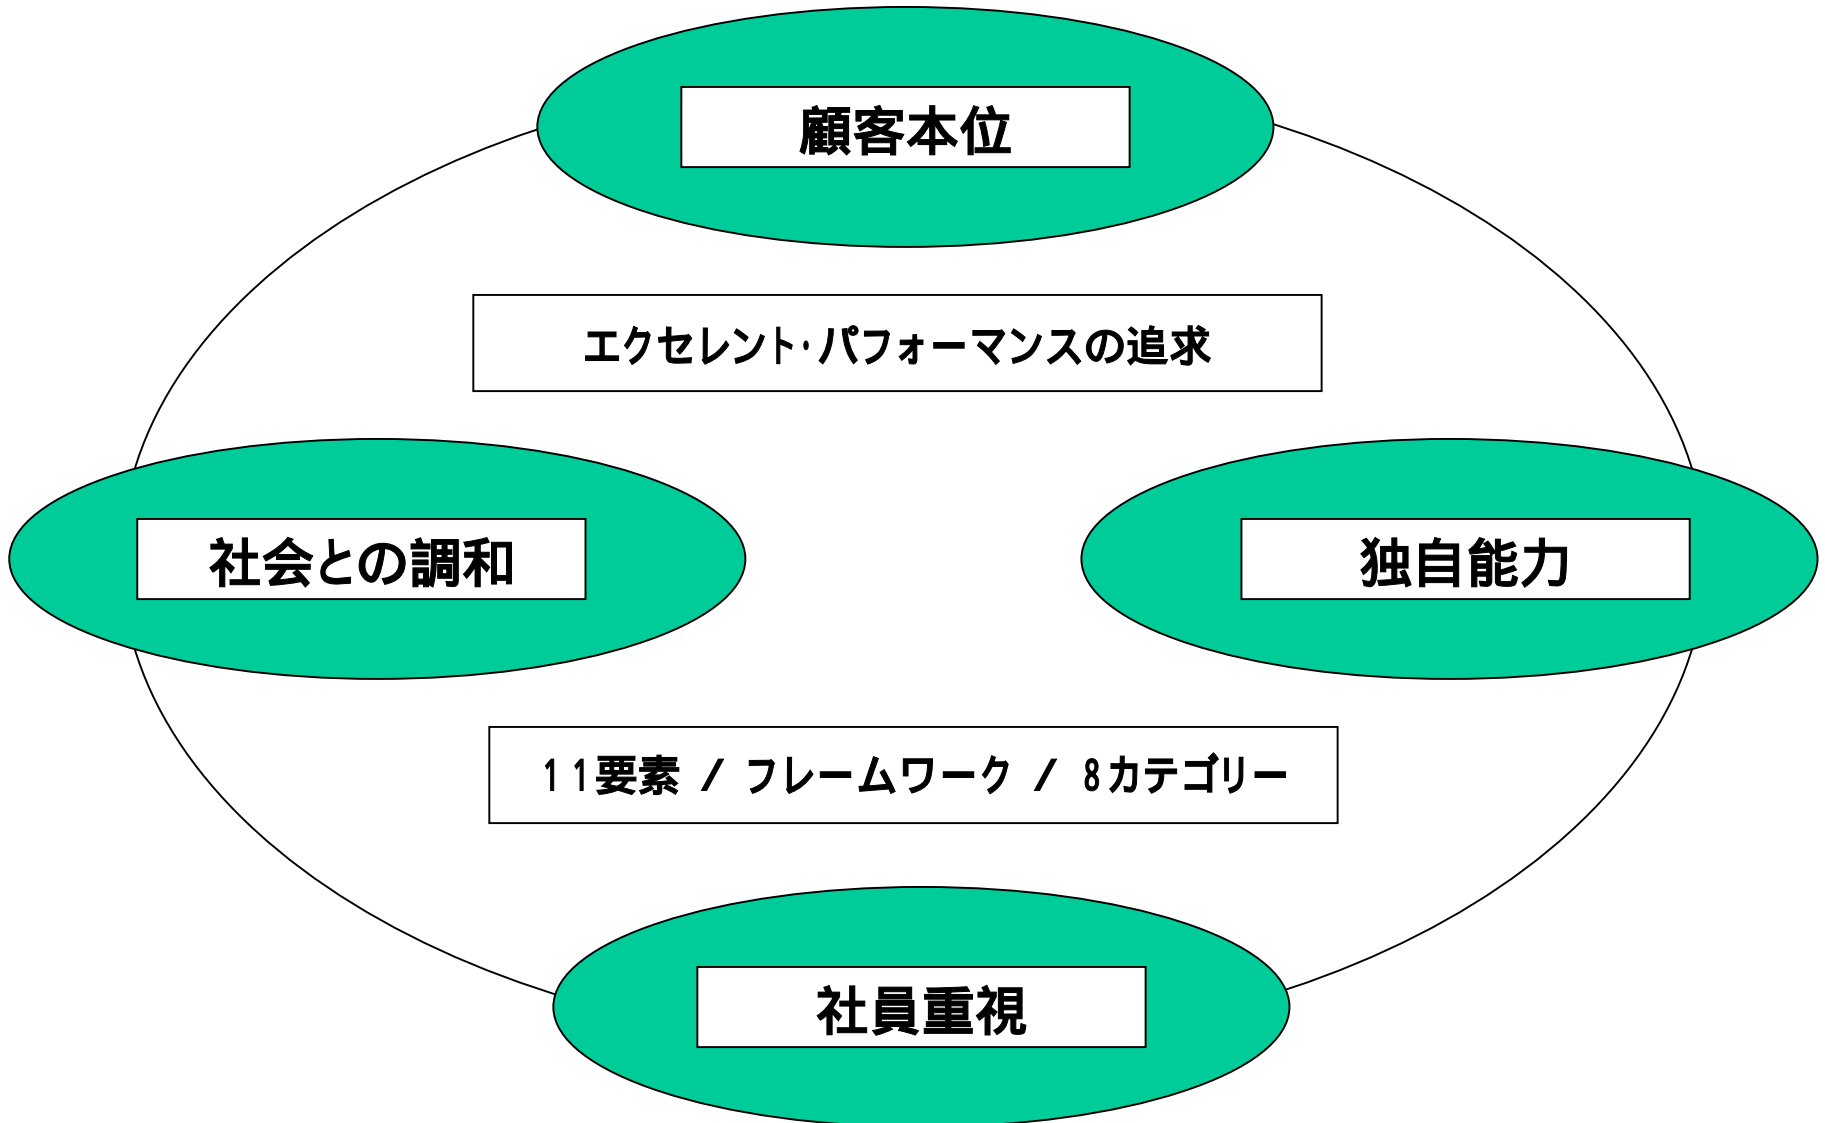 顧客本位
エクセレント・パフォーマンスの追求
社会との調和
独自能力
11要素 / フレームワーク / 8カテゴリー
社員重視